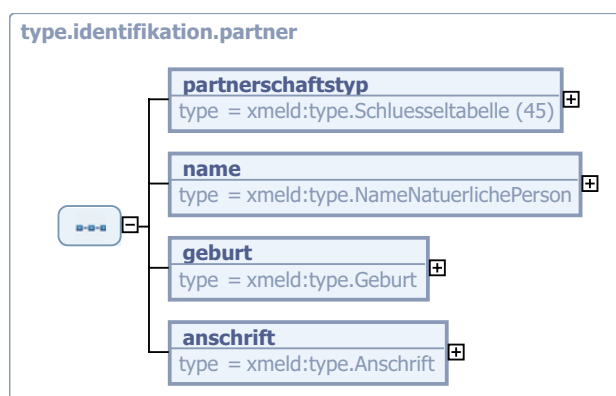 type.identifikation.partner
partnerschaftstyp
type = xmeld:type.Schluesseltabelle (45)
name
type = xmeld:type.NameNatuerlichePerson
geburt
type = xmeld:type.Geburt
anschrift
type = xmeld:type.Anschrift